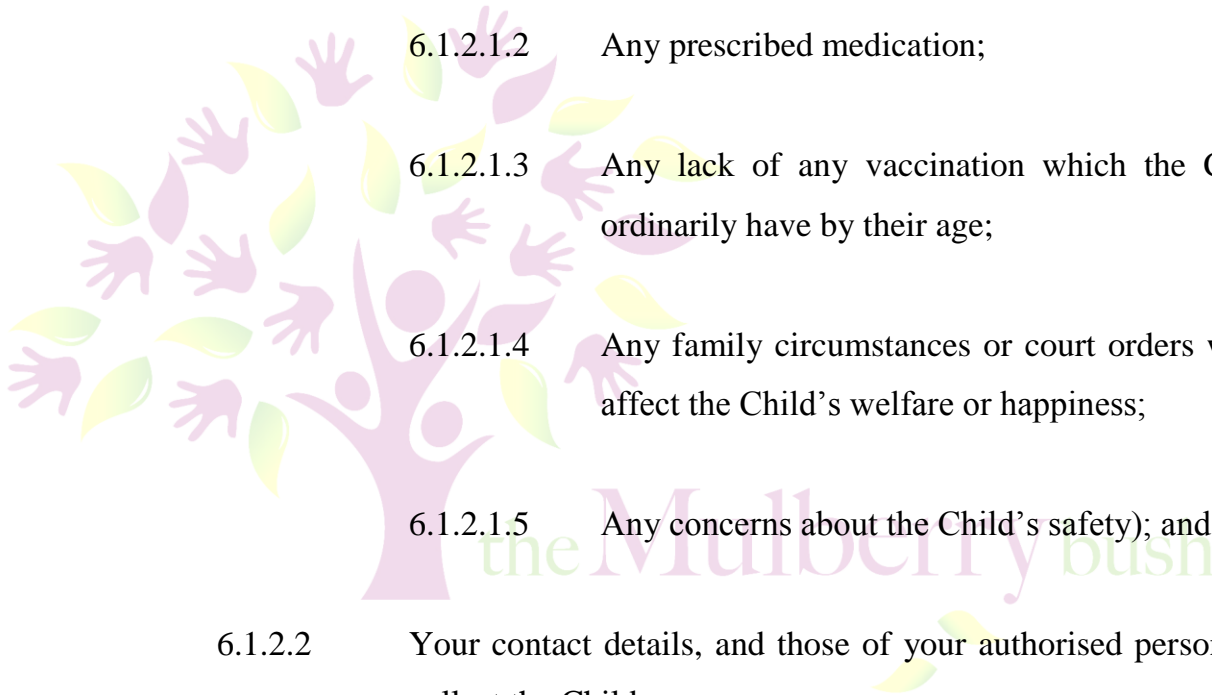 6.1.2.1.2 Any prescribed medication;
6.1.2.1.3 Any lack of any vaccination which the
ordinarily have by their age;
6.1.2.1.4 Any family circumstances or court orders
affect the Child’s welfare or happiness;
6.1.2.1.5 Any concerns about the Child’s safety); and
the Mulberry bush
6.1.2.2 Your contact details, and those of your authorised
the Child